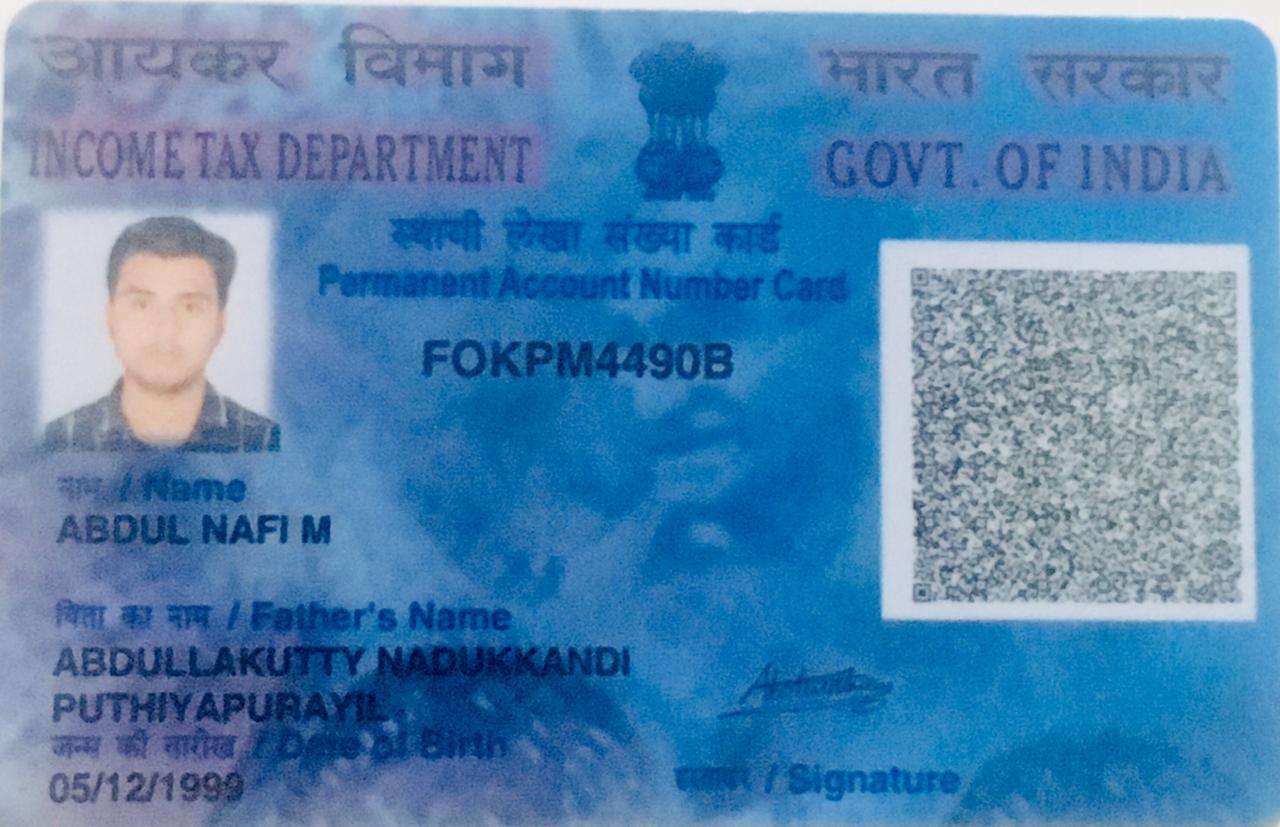 आयकर विभाग
INCOME TAX DEPARTMENT
भारत सरकार
GOVT. OF INDIA
स्थायी लेखा संख्या कार्ड
Permanent Account Number Card
FOKPM4490B
नाम / Name
ABDUL NAFI M
पिता का नाम / Father's Name
ABDULLAKUTTY NADUKKANDI
PUTHIYAPURAYIL
जन्म की तारीख / Date of Birth
05/12/1999
हस्ताक्षर / Signature